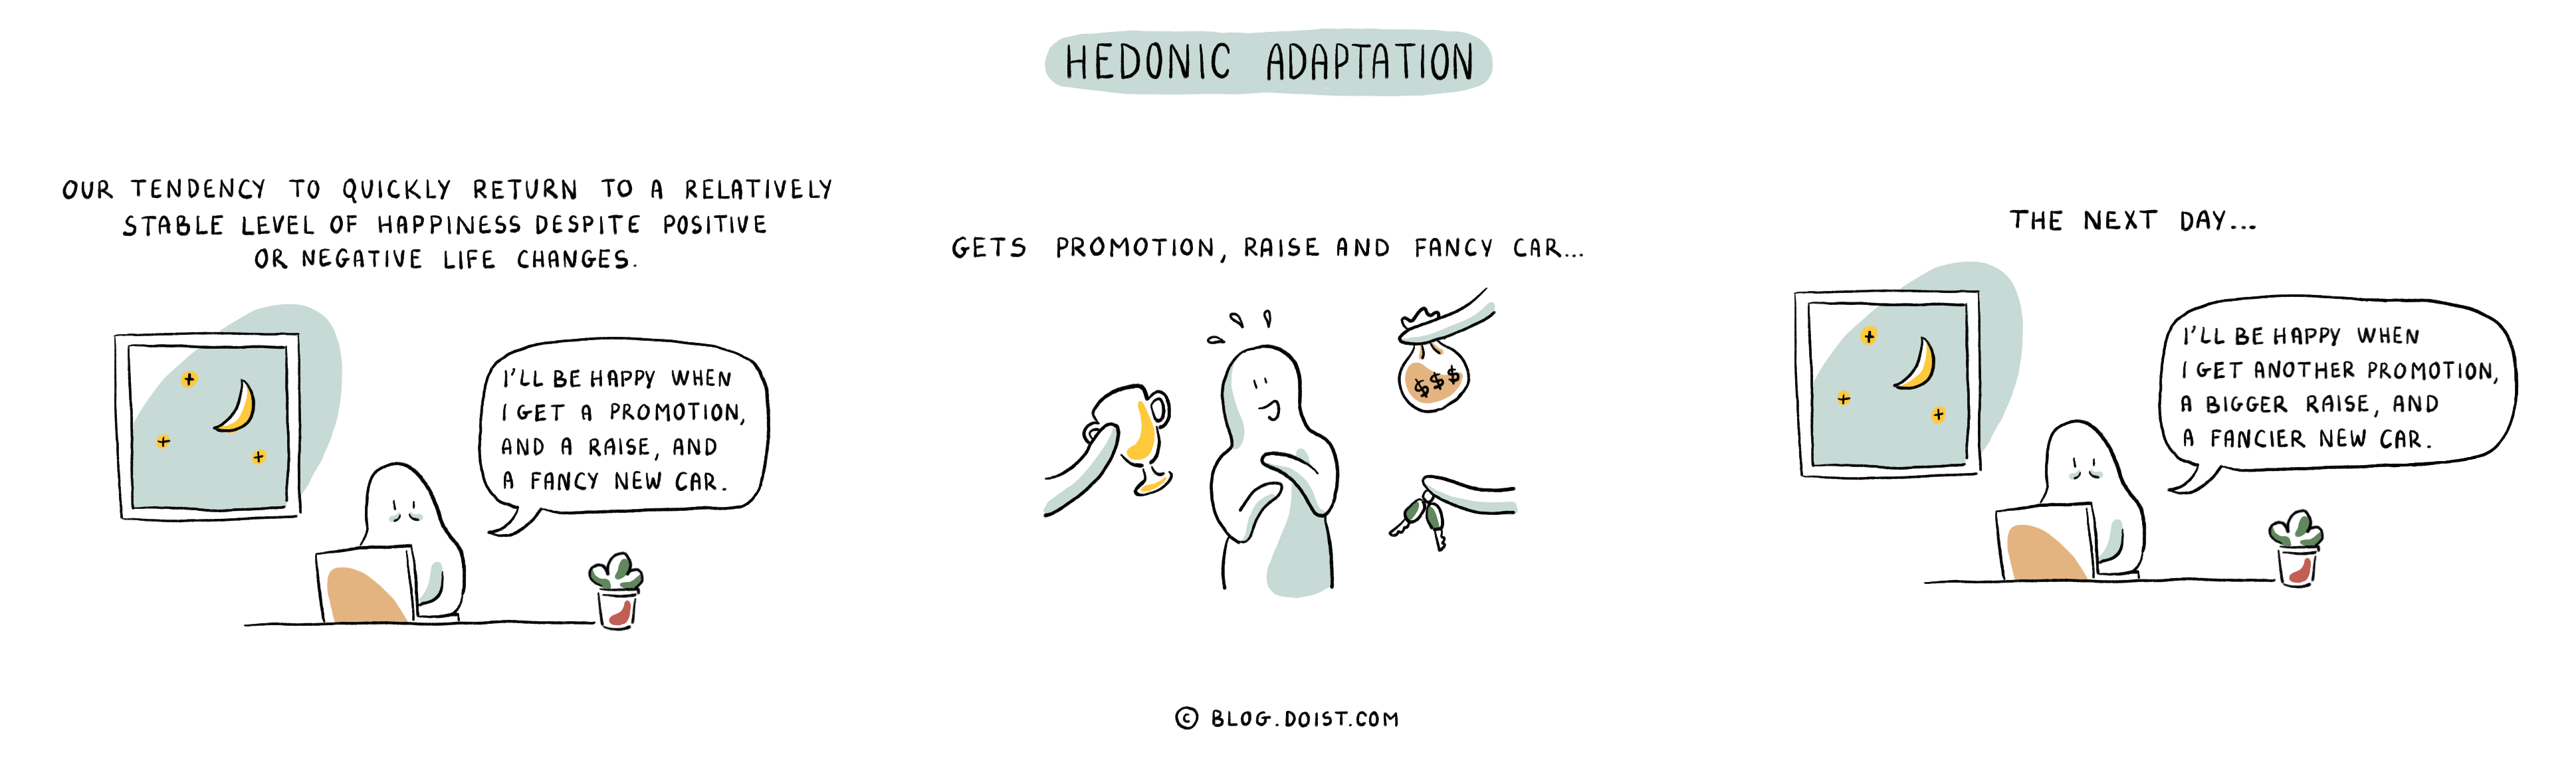 HEDONIC ADAPTATION
OUR TENDENCY TO QUICKLY RETURN TO A RELATIVELY
STABLE LEVEL OF HAPPINESS DESPITE POSITIVE
OR NEGATIVE LIFE CHANGES.
I'LL BE HAPPY WHEN
I GET A PROMOTION,
AND A RAISE, AND
A FANCY NEW CAR.
GETS PROMOTION, RAISE AND FANCY CAR...
$$$
THE NEXT DAY...
I'LL BE HAPPY WHEN
I GET ANOTHER PROMOTION,
A BIGGER RAISE, AND
A FANCIER NEW CAR.
© BLOG.DOIST.COM